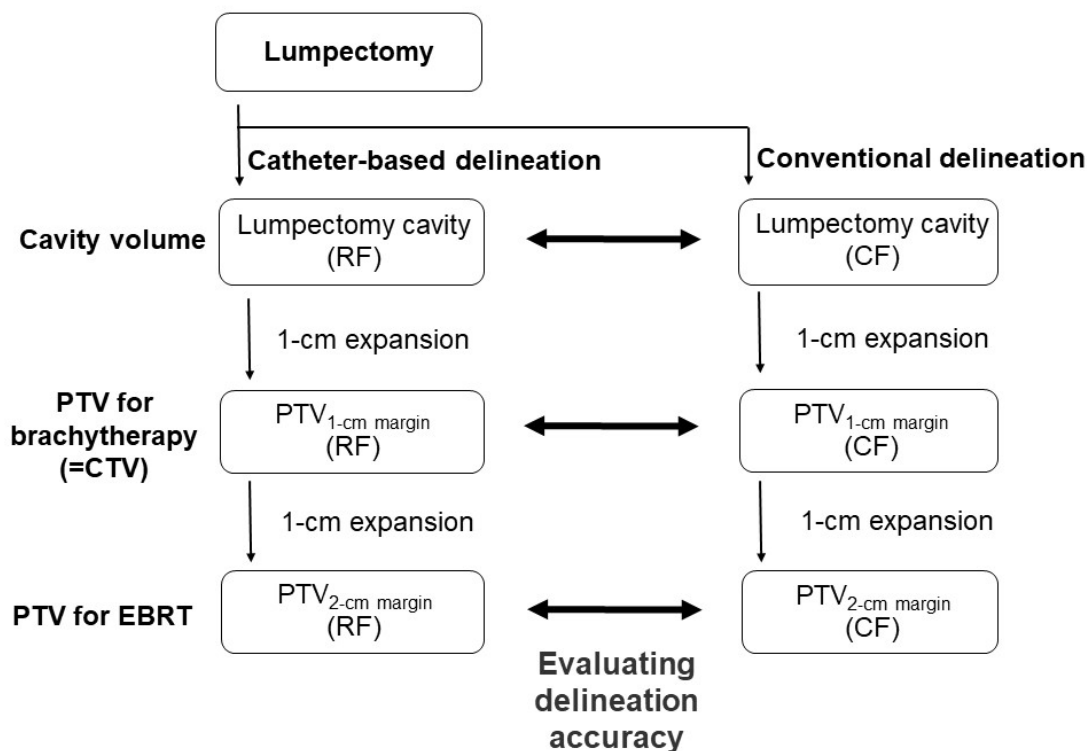 Lumpectomy
Catheter-based delineation
Conventional delineation
Cavity volume
Lumpectomy cavity
(RF)
Lumpectomy cavity
(CF)
1-cm expansion
1-cm expansion
PTV for
brachytherapy
(=CTV)
PTV1-cm margin
(RF)
PTV1-cm margin
(CF)
1-cm expansion
1-cm expansion
PTV for EBRT
PTV2-cm margin
(RF)
PTV2-cm margin
(CF)
Evaluating
delineation
accuracy